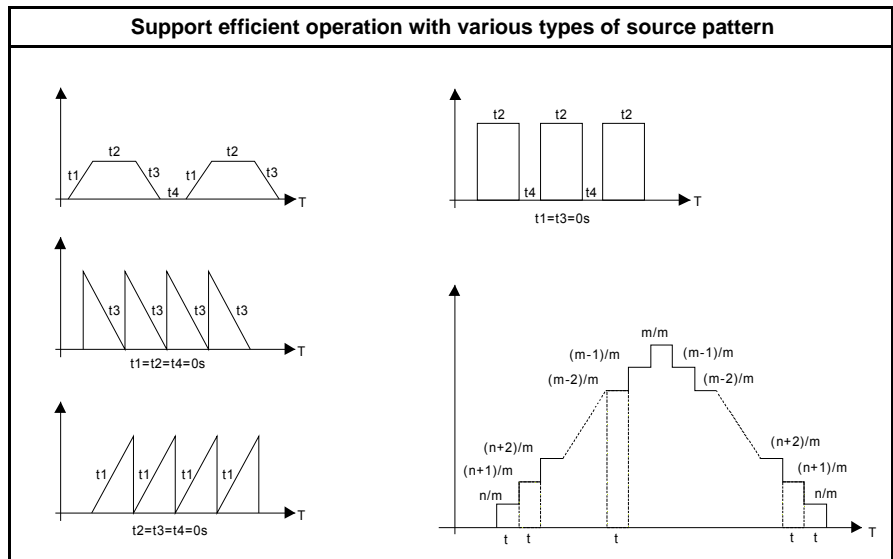 Support efficient operation with various types of source pattern
t2 t2
t1 t3 t1 t3
t4
T
t2 t2 t2
t4 t4
T
t1=t3=0s
t3 t3 t3 t3
T
t1=t2=t4=0s
t1 t1 t1 t1
T
t2=t3=t4=0s
m/m
(m-1)/m (m-1)/m
(m-2)/m (m-2)/m
(n+2)/m (n+2)/m
(n+1)/m (n+1)/m
n/m n/m
T
t t t t t